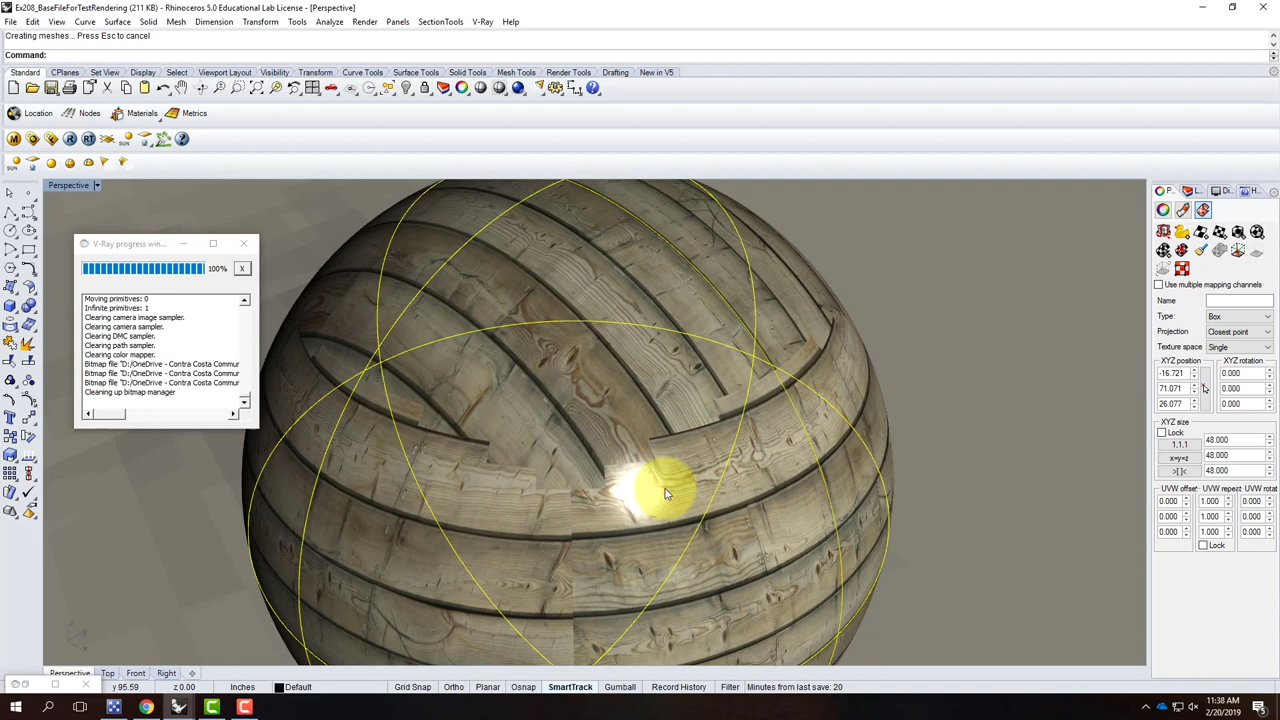 Ex208_BaseFileForTestRendering (211 KB) - Rhinoceros 5.0 Educational Lab License - [Perspective]
File Edit View Curve Surface Solid Mesh Dimension Transform Tools Analyze Render Panels SectionTools V-Ray Help
Creating meshes... Press Esc to cancel
Command:
Standard CPlanes Set View Display Select Viewport Layout Visibility Transform Curve Tools Surface Tools Solid Tools Mesh Tools Render Tools Drafting New in V5
Location Nodes Materials Metrics
M R RT SUN
SUN
Perspective
P... L... Di... H...
V-Ray progress win...
100% X
Moving primitives: 0
Infinite primitives: 1
Clearing camera image sampler.
Clearing camera sampler.
Clearing DMC sampler.
Clearing path sampler.
Clearing color mapper.
Bitmap file "D:/OneDrive - Contra Costa Commur
Bitmap file "D:/OneDrive - Contra Costa Commur
Bitmap file "D:/OneDrive - Contra Costa Commur
Cleaning up bitmap manager
Use multiple mapping channels
Name
Type: Box
Projection Closest point
Texture space Single
XYZ position XYZ rotation
-16.721 0.000
71.071 0.000
26.077 0.000
XYZ size
Lock
1,1,1 48.000
x=y=z 48.000
>[]< 48.000
UVW offset UVW repeat UVW rotat
0.000 1.000 0.000
0.000 1.000 0.000
0.000 1.000 0.000
Lock
Perspective Top Front Right
y 95.59 z 0.00 Inches Default Grid Snap Ortho Planar Osnap SmartTrack Gumball Record History Filter Minutes from last save: 20
11:38 AM
2/20/2019